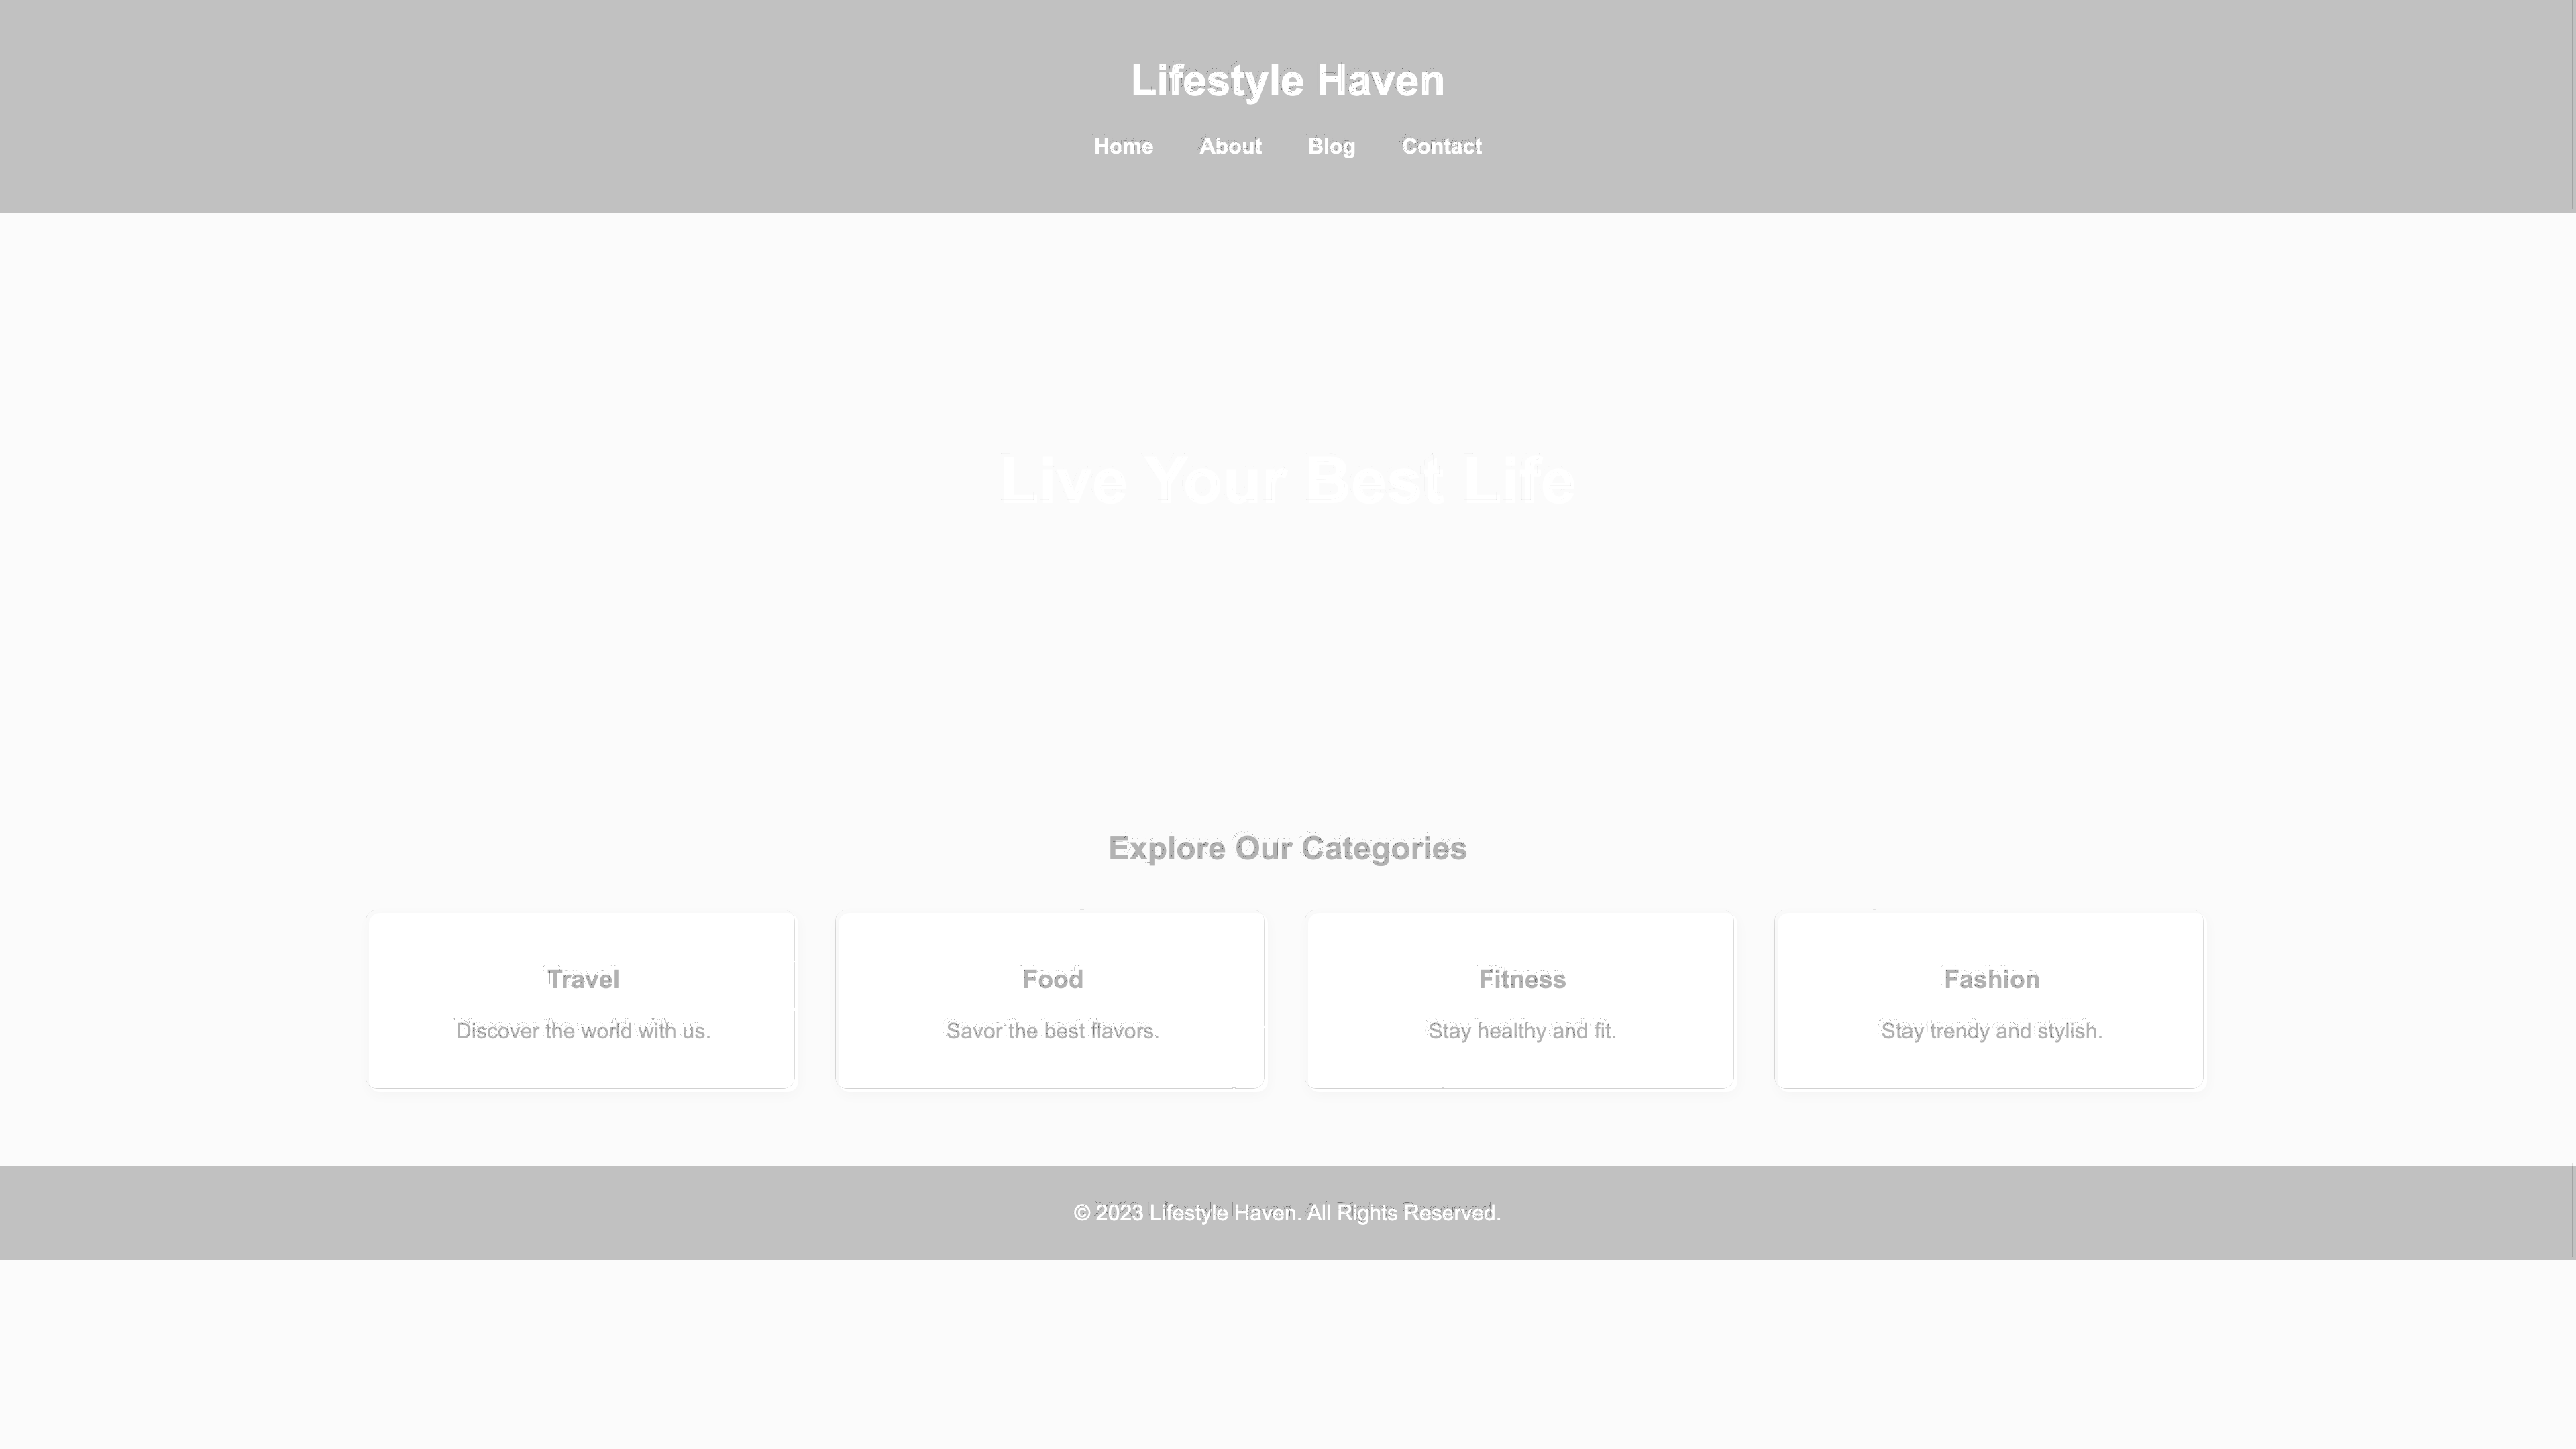 Lifestyle Haven
Home About Blog Contact
Live Your Best Life
Explore Our Categories
Travel
Discover the world with us.
Food
Savor the best flavors.
Fitness
Stay healthy and fit.
Fashion
Stay trendy and stylish.
© 2023 Lifestyle Haven. All Rights Reserved.